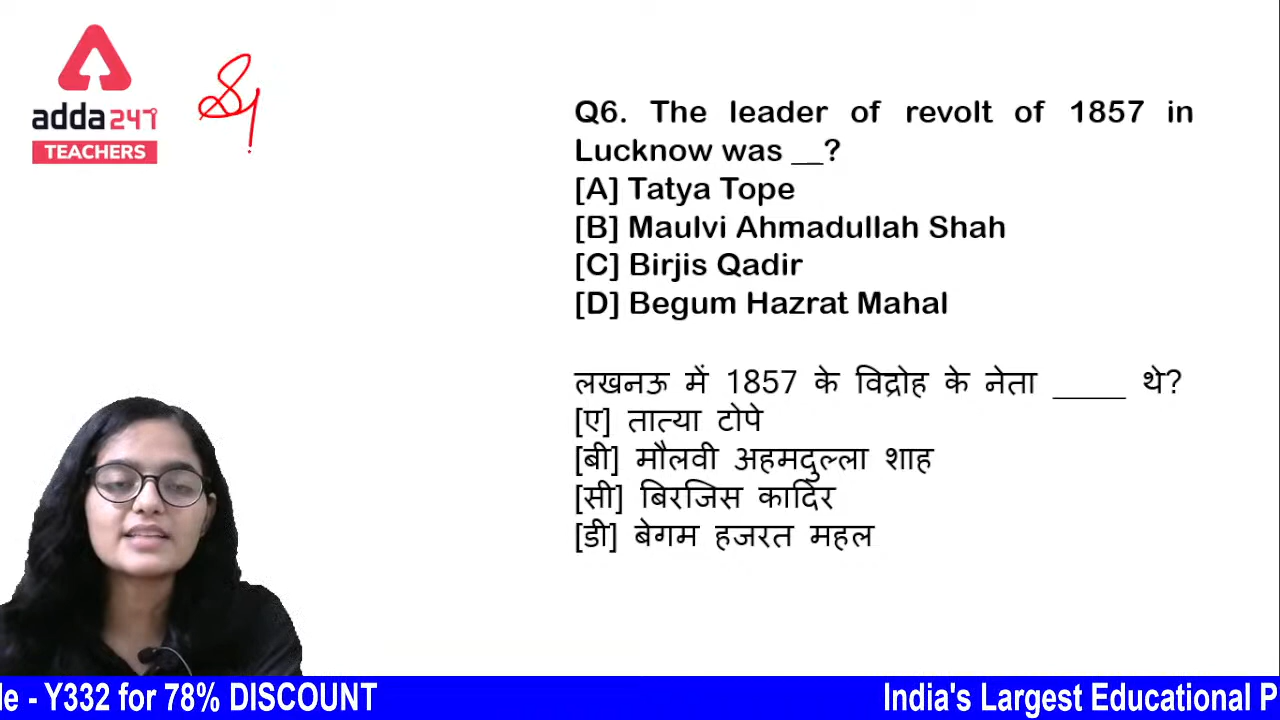 adda247
TEACHERS
Q6. The leader of revolt of 1857 in
Lucknow was __?
[A] Tatya Tope
[B] Maulvi Ahmadullah Shah
[C] Birjis Qadir
[D] Begum Hazrat Mahal
लखनऊ में 1857 के विद्रोह के नेता _____ थे?
[ए] तात्या टोपे
[बी] मौलवी अहमदुल्ला शाह
[सी] बिरजिस कादिर
[डी] बेगम हजरत महल
le - Y332 for 78% DISCOUNT
India's Largest Educational P